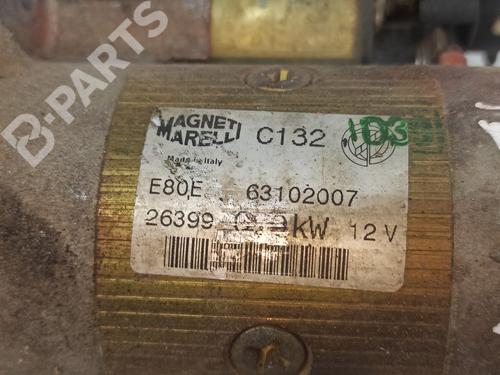 B-PARTS
MAGNETI MARELLI C132
Made in Italy
E80E 63102007
26399 kW 12 V